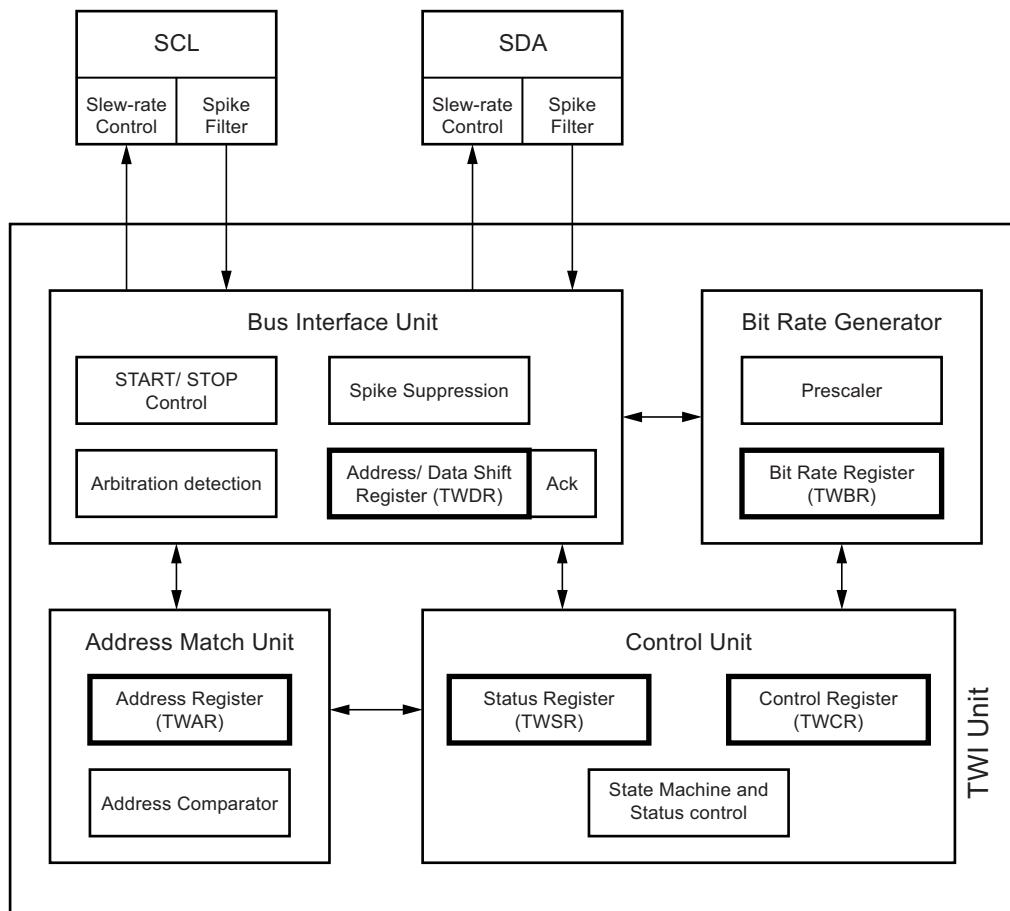 SCL
Slew-rate
Control
Spike
Filter
SDA
Slew-rate
Control
Spike
Filter
Bus Interface Unit
START/ STOP
Control
Spike Suppression
Arbitration detection
Address/ Data Shift
Register (TWDR)
Ack
Bit Rate Generator
Prescaler
Bit Rate Register
(TWBR)
Address Match Unit
Address Register
(TWAR)
Address Comparator
Control Unit
Status Register
(TWSR)
Control Register
(TWCR)
State Machine and
Status control
TWI Unit